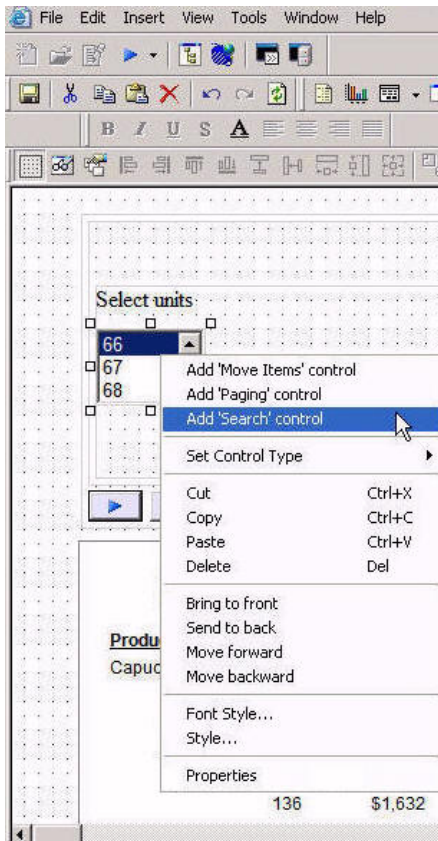 File Edit Insert View Tools Window Help
B I U S A
Select units
66
67
68
Add 'Move Items' control
Add 'Paging' control
Add 'Search' control
Set Control Type
Cut Ctrl+X
Copy Ctrl+C
Paste Ctrl+V
Delete Del
Bring to front
Send to back
Move forward
Move backward
Font Style...
Style...
Properties
Produ
Capuc
136 $1,632